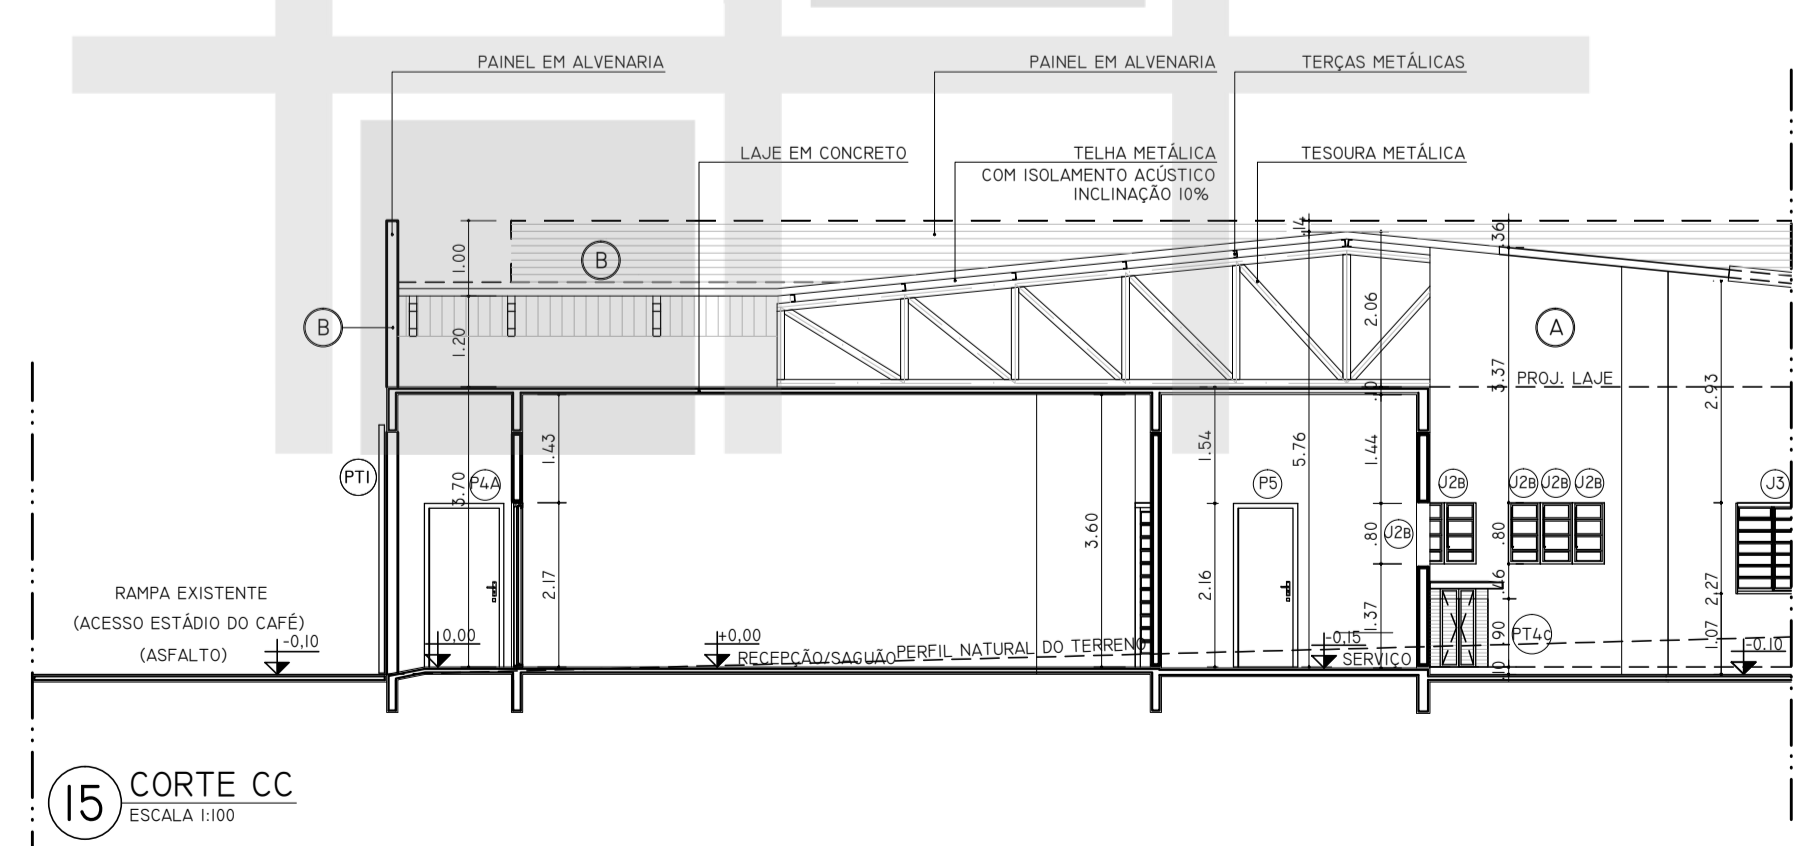 PAINEL EM ALVENARIA
PAINEL EM ALVENARIA
TERÇAS METÁLICAS
LAJE EM CONCRETO
TELHA METÁLICA
COM ISOLAMENTO ACÚSTICO
INCLINAÇÃO 10%
TESOURA METÁLICA
1.00
B
.14
.36
B
1.20
2.06
A
3.37
PROJ. LAJE
2.93
PT1
3.70
P4A
1.43
3.60
1.54
P5
5.76
1.44
J2B
J2B
J2B
J2B
J3
2.17
2.16
.80
J2B
.80
2.27
1.37
.46
.90
PT4C
1.07
.10
RAMPA EXISTENTE
(ACESSO ESTÁDIO DO CAFÉ)
(ASFALTO)
-0,10
0,00
+0,00
RECEPÇÃO/SAGUÃO
PERFIL NATURAL DO TERRENO
-0,15
SERVIÇO
-0.10
15
CORTE CC
ESCALA 1:100